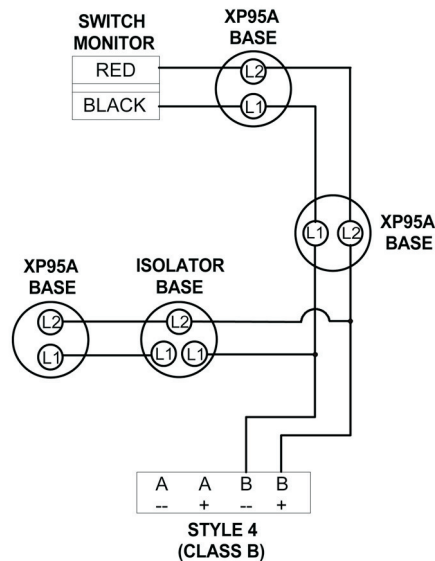 SWITCH
MONITOR
RED
BLACK
XP95A
BASE
L2
L1
L1
L2
XP95A
BASE
XP95A
BASE
L2
L1
ISOLATOR
BASE
L2
L1 L1
A A B B
-- + -- +
STYLE 4
(CLASS B)